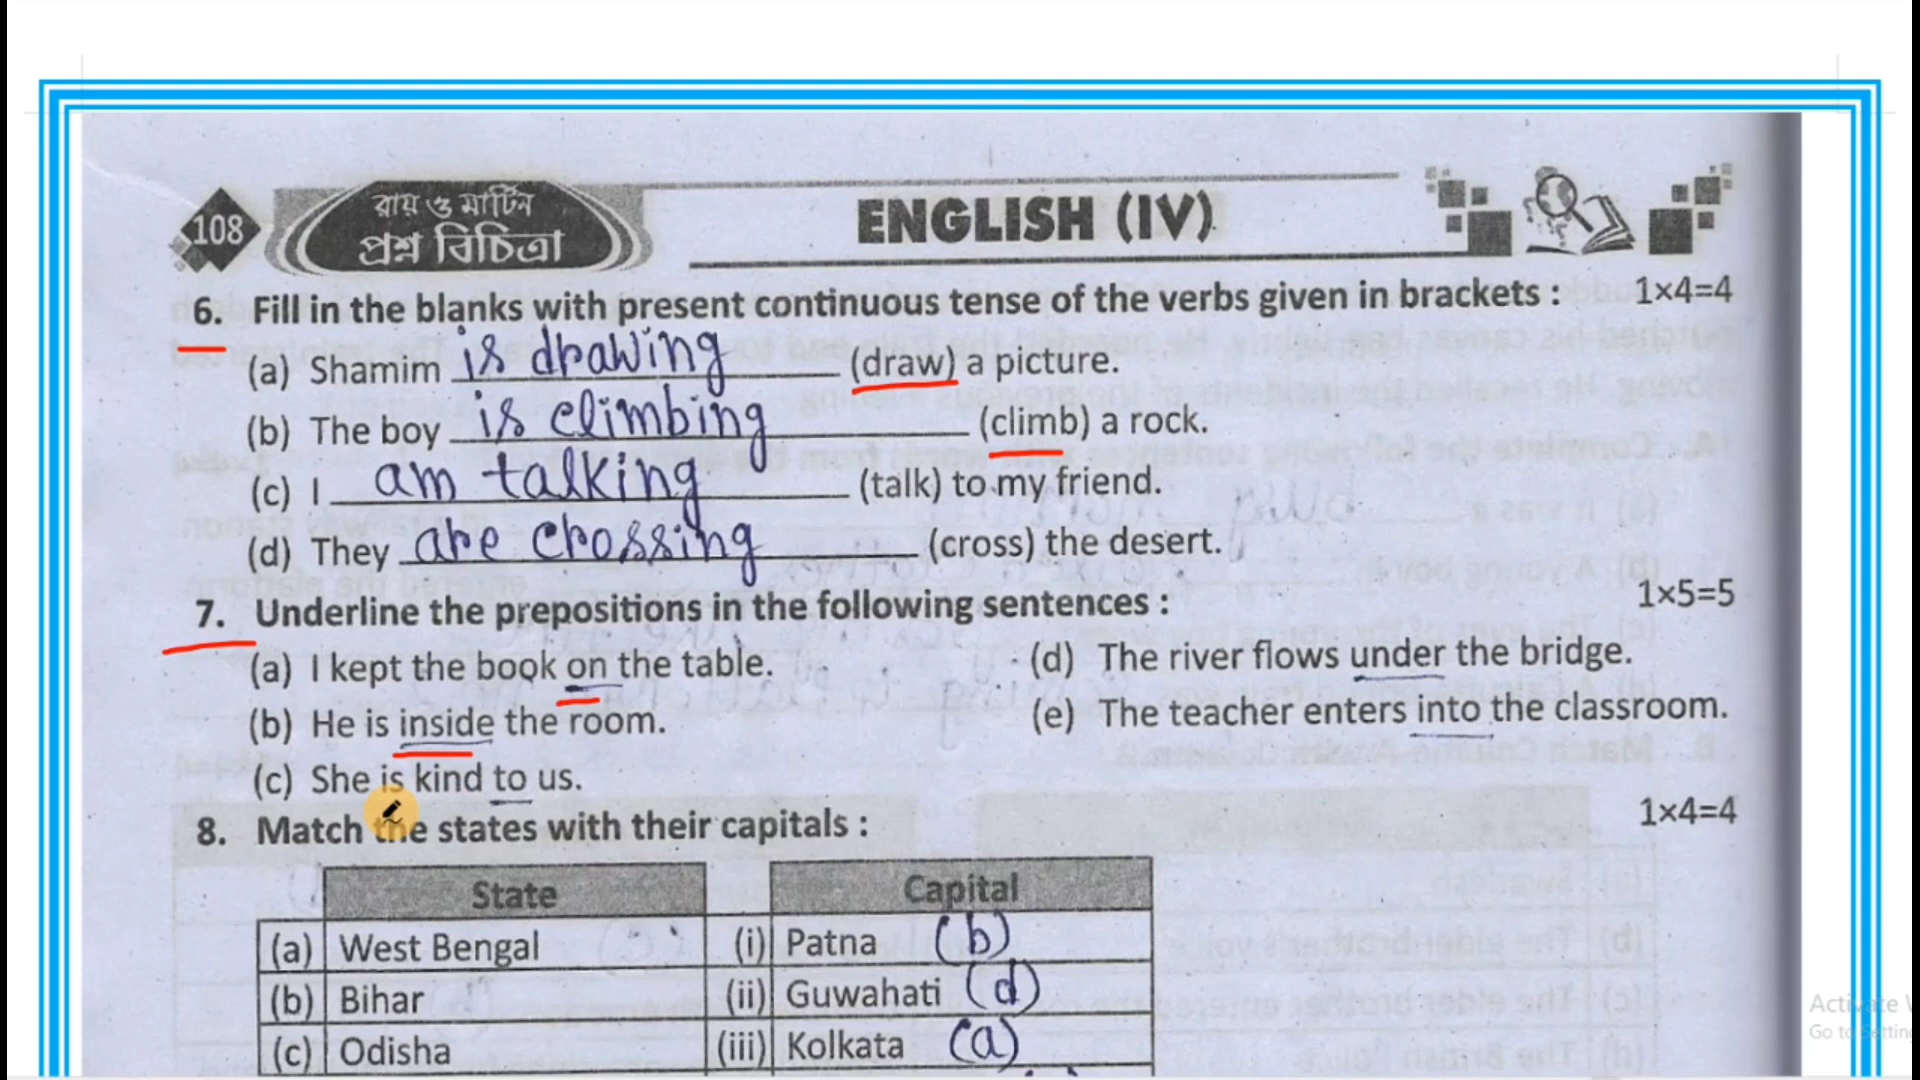 108
রায় ও মার্টিন
প্রশ্ন বিচিত্রা
ENGLISH (IV)
6. Fill in the blanks with present continuous tense of the verbs given in brackets : 1×4=4
(a) Shamim is drawing (draw) a picture.
(b) The boy is climbing (climb) a rock.
(c) I am talking (talk) to my friend.
(d) They are crossing (cross) the desert.
7. Underline the prepositions in the following sentences : 1×5=5
(a) I kept the book on the table. (d) The river flows under the bridge.
(b) He is inside the room. (e) The teacher enters into the classroom.
(c) She is kind to us.
8. Match the states with their capitals : 1×4=4
State Capital
(a) West Bengal (i) Patna (b)
(b) Bihar (ii) Guwahati (d)
(c) Odisha (iii) Kolkata (a)